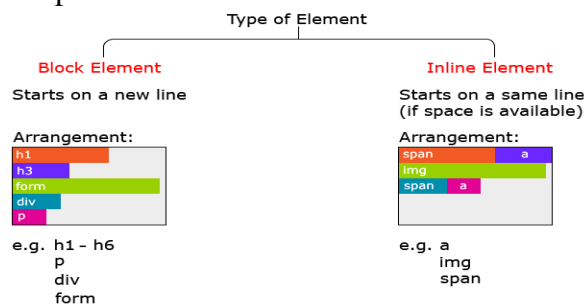 Type of Element
Block Element
Starts on a new line
Arrangement:
h1
h3
form
div
p
e.g. h1 - h6
p
div
form
Inline Element
Starts on a same line
(if space is available)
Arrangement:
span a
img
span a
e.g. a
img
span